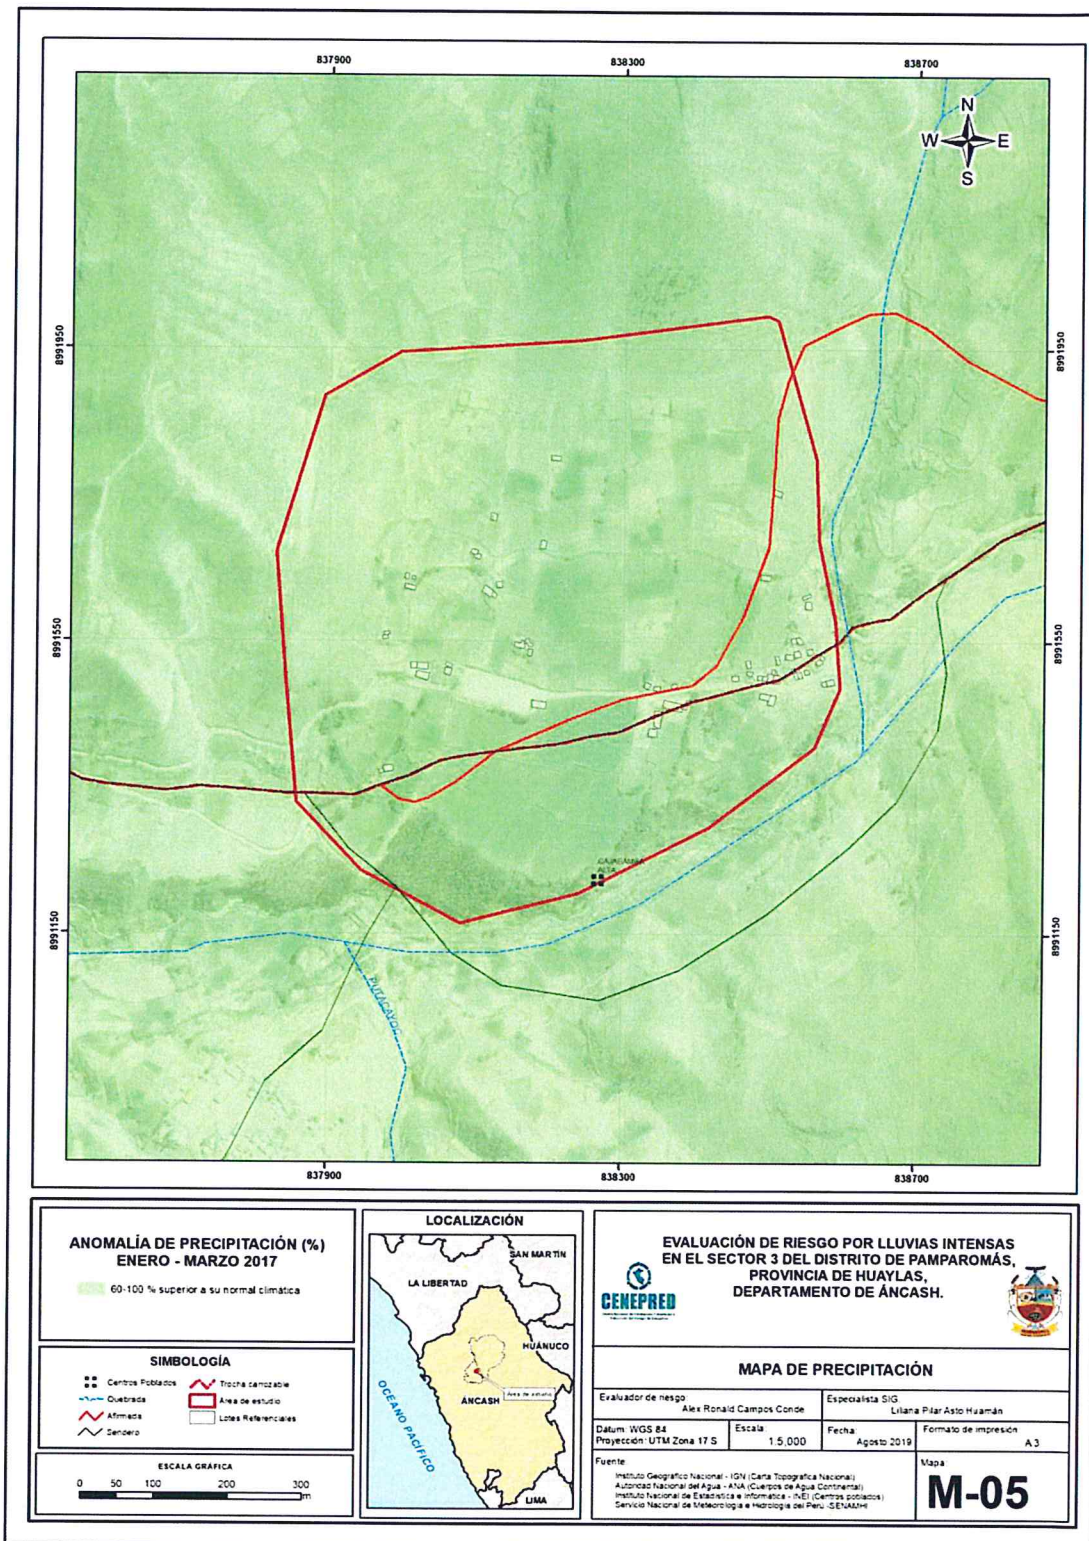 837900
838300
838700
N
W
E
S
8991950
8991950
8991550
8991550
CAJABAMBA
ALTA
8991150
8991150
PUTACAYOC
837900
838300
838700
ANOMALÍA DE PRECIPITACIÓN (%)
ENERO - MARZO 2017
60-100 % superior a su normal climática
SIMBOLOGÍA
Centros Poblados
Trocha carrozable
Quebrada
Área de estudio
Afirmada
Lotes Referenciales
Sendero
ESCALA GRÁFICA
0 50 100 200 300
m
LOCALIZACIÓN
SAN MARTÍN
LA LIBERTAD
HUÁNUCO
Área de estudio
ÁNCASH
OCEANO PACÍFICO
LIMA
CENEPRED
EVALUACIÓN DE RIESGO POR LLUVIAS INTENSAS
EN EL SECTOR 3 DEL DISTRITO DE PAMPAROMÁS,
PROVINCIA DE HUAYLAS,
DEPARTAMENTO DE ÁNCASH.
MAPA DE PRECIPITACIÓN
Evaluador de riesgo:
Alex Ronald Campos Conde
Especialista SIG:
Liliana Pilar Asto Huamán
Datum: WGS 84
Proyección: UTM Zona 17 S
Escala:
1:5,000
Fecha:
Agosto 2019
Formato de impresión
A3
Fuente:
Instituto Geográfico Nacional - IGN (Carta Topográfica Nacional)
Autoridad Nacional del Agua - ANA (Cuerpos de Agua Continental)
Instituto Nacional de Estadística e Informática - INEI (Centros poblados)
Servicio Nacional de Meteorología e Hidrología del Perú -SENAMHI
Mapa:
M-05